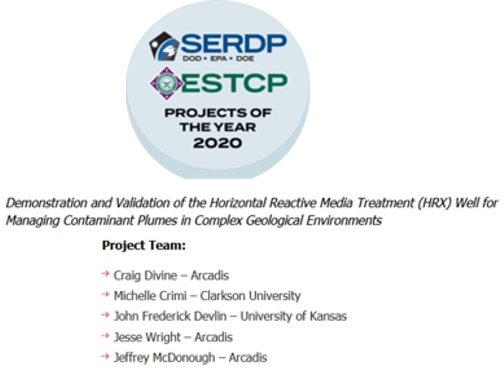 SERDP
DOD • EPA • DOE
ESTCP
PROJECTS OF
THE YEAR
2020
Demonstration and Validation of the Horizontal Reactive Media Treatment (HRX) Well for
Managing Contaminant Plumes in Complex Geological Environments
Project Team:
Craig Divine – Arcadis
Michelle Crimi – Clarkson University
John Frederick Devlin – University of Kansas
Jesse Wright – Arcadis
Jeffrey McDonough – Arcadis